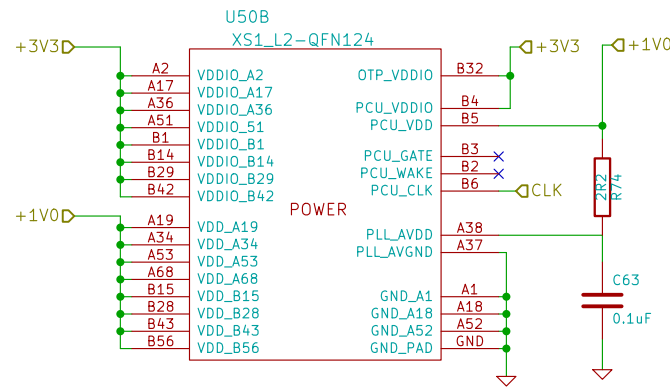 U50B
XS1_L2-QFN124
+3V3
A2 VDDIO_A2
A17 VDDIO_A17
A36 VDDIO_A36
A51 VDDIO_51
B1 VDDIO_B1
B14 VDDIO_B14
B29 VDDIO_B29
B42 VDDIO_B42
+1V0
A19 VDD_A19
A34 VDD_A34
A53 VDD_A53
A68 VDD_A68
B15 VDD_B15
B28 VDD_B28
B43 VDD_B43
B56 VDD_B56
POWER
OTP_VDDIO B32
+3V3
+1V0
PCU_VDDIO B4
PCU_VDD B5
PCU_GATE B3
PCU_WAKE B2
PCU_CLK B6 CLK
2R2
R74
PLL_AVDD A38
PLL_AVGND A37
GND_A1 A1
GND_A18 A18
GND_A52 A52
GND_PAD GND
C63
0.1uF